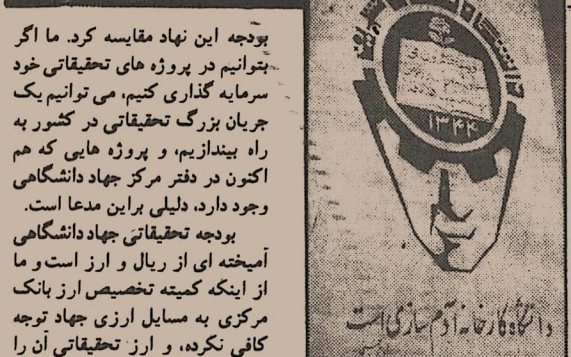 بودجه این نهاد مقایسه کرد. ما اگر
بتوانیم در پروژه های تحقیقاتی خود
سرمایه گذاری کنیم، می توانیم یک
جریان بزرگ تحقیقاتی در کشور به
راه بیندازیم، و پروژه هایی که هم
اکنون در دفتر مرکز جهاد دانشگاهی
وجود دارد، دلیلی براین مدعا است.
بودجه تحقیقاتی جهاددانشگاهی
آمیخته ای از ریال و ارز است و ما
از اینکه کمیته تخصیص ارز بانک
مرکزی به مسایل ارزی جهاد توجه
کافی نکرده، و ارز تحقیقاتی آن را
۱۳۴۴
دانشگاه کارخانه آدم سازی است